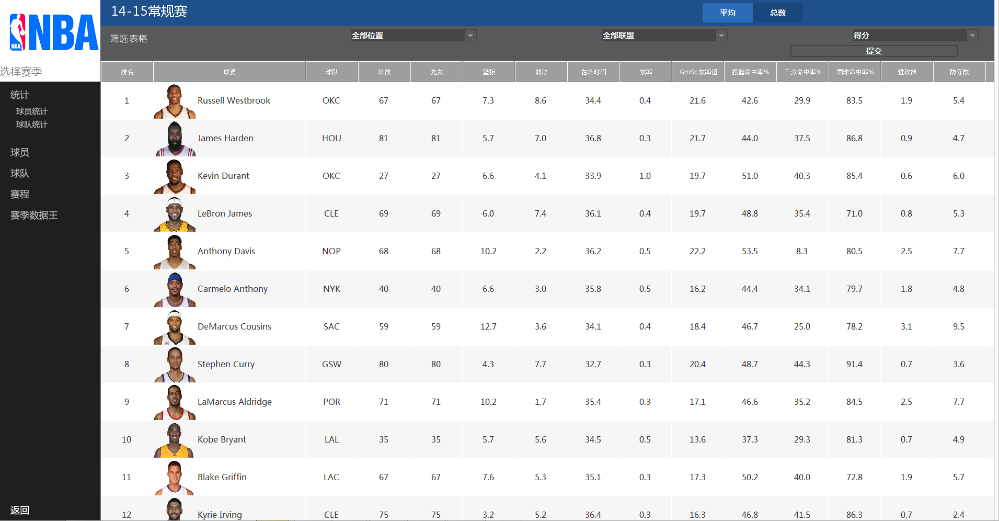 14-15常规赛
平均 总数
NBA NBA
筛选表格 全部位置 全部联盟 得分
提交
选择赛季
统计
球员统计
球队统计
球员
球队
赛程
赛季数据王
返回
排名 球员 球队 场数 先发 篮板 助攻 在场时间 效率 GmSc效率值 投篮命中率% 三分命中率% 罚球命中率% 进攻数 防守数
1 Russell Westbrook OKC 67 67 7.3 8.6 34.4 0.4 21.6 42.6 29.9 83.5 1.9 5.4
2 James Harden HOU 81 81 5.7 7.0 36.8 0.3 21.7 44.0 37.5 86.8 0.9 4.7
3 Kevin Durant OKC 27 27 6.6 4.1 33.9 1.0 19.7 51.0 40.3 85.4 0.6 6.0
4 LeBron James CLE 69 69 6.0 7.4 36.1 0.4 19.7 48.8 35.4 71.0 0.8 5.3
5 Anthony Davis NOP 68 68 10.2 2.2 36.2 0.5 22.2 53.5 8.3 80.5 2.5 7.7
6 Carmelo Anthony NYK 40 40 6.6 3.0 35.8 0.5 16.2 44.4 34.1 79.7 1.8 4.8
7 DeMarcus Cousins SAC 59 59 12.7 3.6 34.1 0.4 18.4 46.7 25.0 78.2 3.1 9.5
8 Stephen Curry GSW 80 80 4.3 7.7 32.7 0.3 20.4 48.7 44.3 91.4 0.7 3.6
9 LaMarcus Aldridge POR 71 71 10.2 1.7 35.4 0.3 17.1 46.6 35.2 84.5 2.5 7.7
10 Kobe Bryant LAL 35 35 5.7 5.6 34.5 0.5 13.6 37.3 29.3 81.3 0.7 4.9
11 Blake Griffin LAC 67 67 7.6 5.3 35.1 0.3 17.3 50.2 40.0 72.8 1.9 5.7
12 Kyrie Irving CLE 75 75 3.2 5.2 36.4 0.3 16.3 46.8 41.5 86.3 0.7 2.4